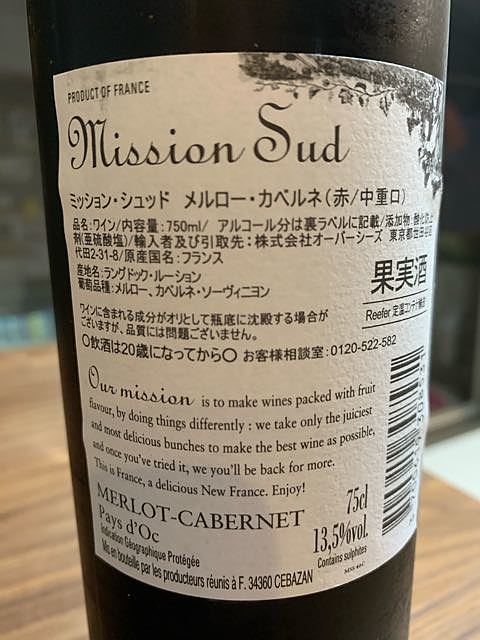 PRODUCT OF FRANCE
Mission Sud
ミッション・シュッド メルロー・カベルネ(赤/中重口)
品名:ワイン/内容量:750ml/ アルコール分は裏ラベルに記載/添加物:酸化防止
剤(亜硫酸塩)/輸入者及び引取先:株式会社オーバーシーズ 東京都世田谷区
代田2-31-8/原産国名:フランス
産地名:ラングドック・ルーション
葡萄品種:メルロー、カベルネ・ソーヴィニヨン
果実酒
Reefer 定温コンテナ輸送
ワインに含まれる成分がオリとして瓶底に沈殿する場合が
ございますが、品質には問題ございません。
〇飲酒は20歳になってから〇 お客様相談室:0120-522-582
Our mission is to make wines packed with fruit
flavour, by doing things differently : we take only the juiciest
and most delicious bunches to make the best wine as possible,
and once you've tried it, we you'll be back for more.
This is France, a delicious New France. Enjoy!
MERLOT-CABERNET
Pays d'Oc
Indication Géographique Protégée
Mis en bouteille par les producteurs réunis à F. 34360 CEBAZAN
75cl
13,5%vol.
Contains sulphites